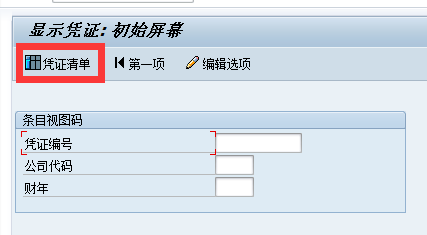 显示凭证: 初始屏幕
凭证清单 第一项 编辑选项
条目视图码
凭证编号
公司代码
财年